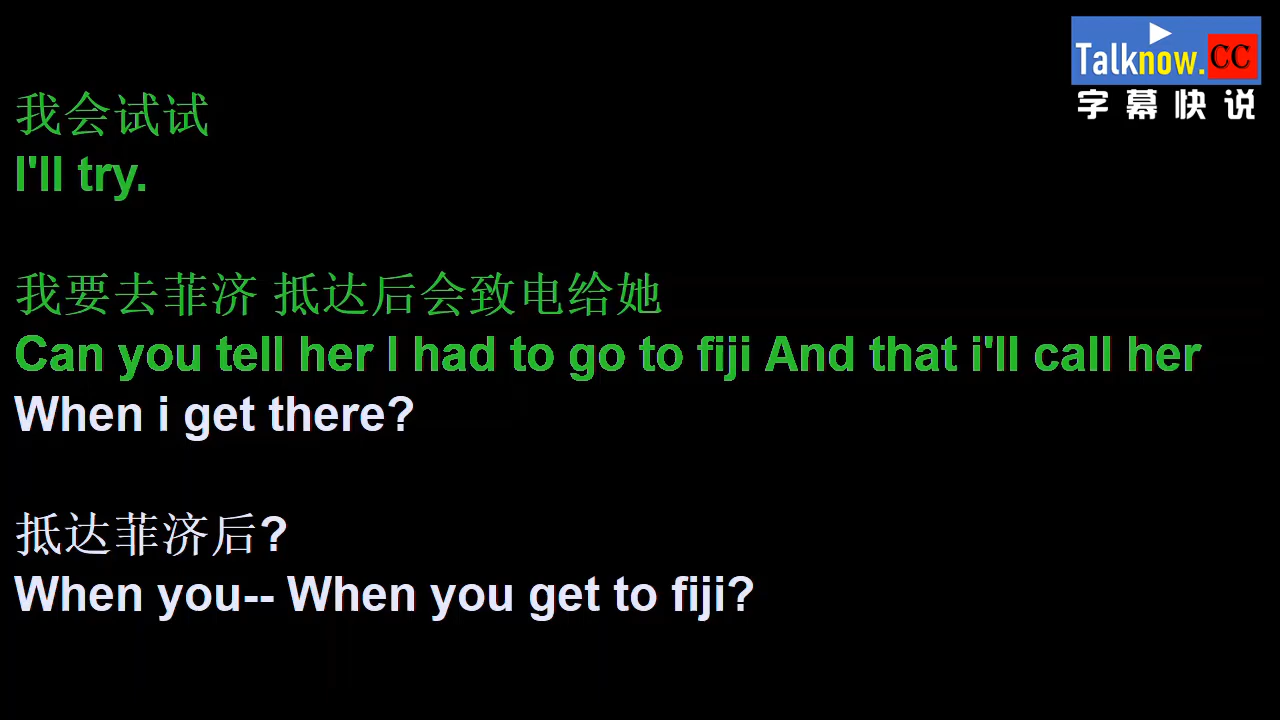 Talknow.CC
字幕快说
我会试试
I'll try.
我要去菲济 抵达后会致电给她
Can you tell her I had to go to fiji And that i'll call her
When i get there?
抵达菲济后?
When you-- When you get to fiji?